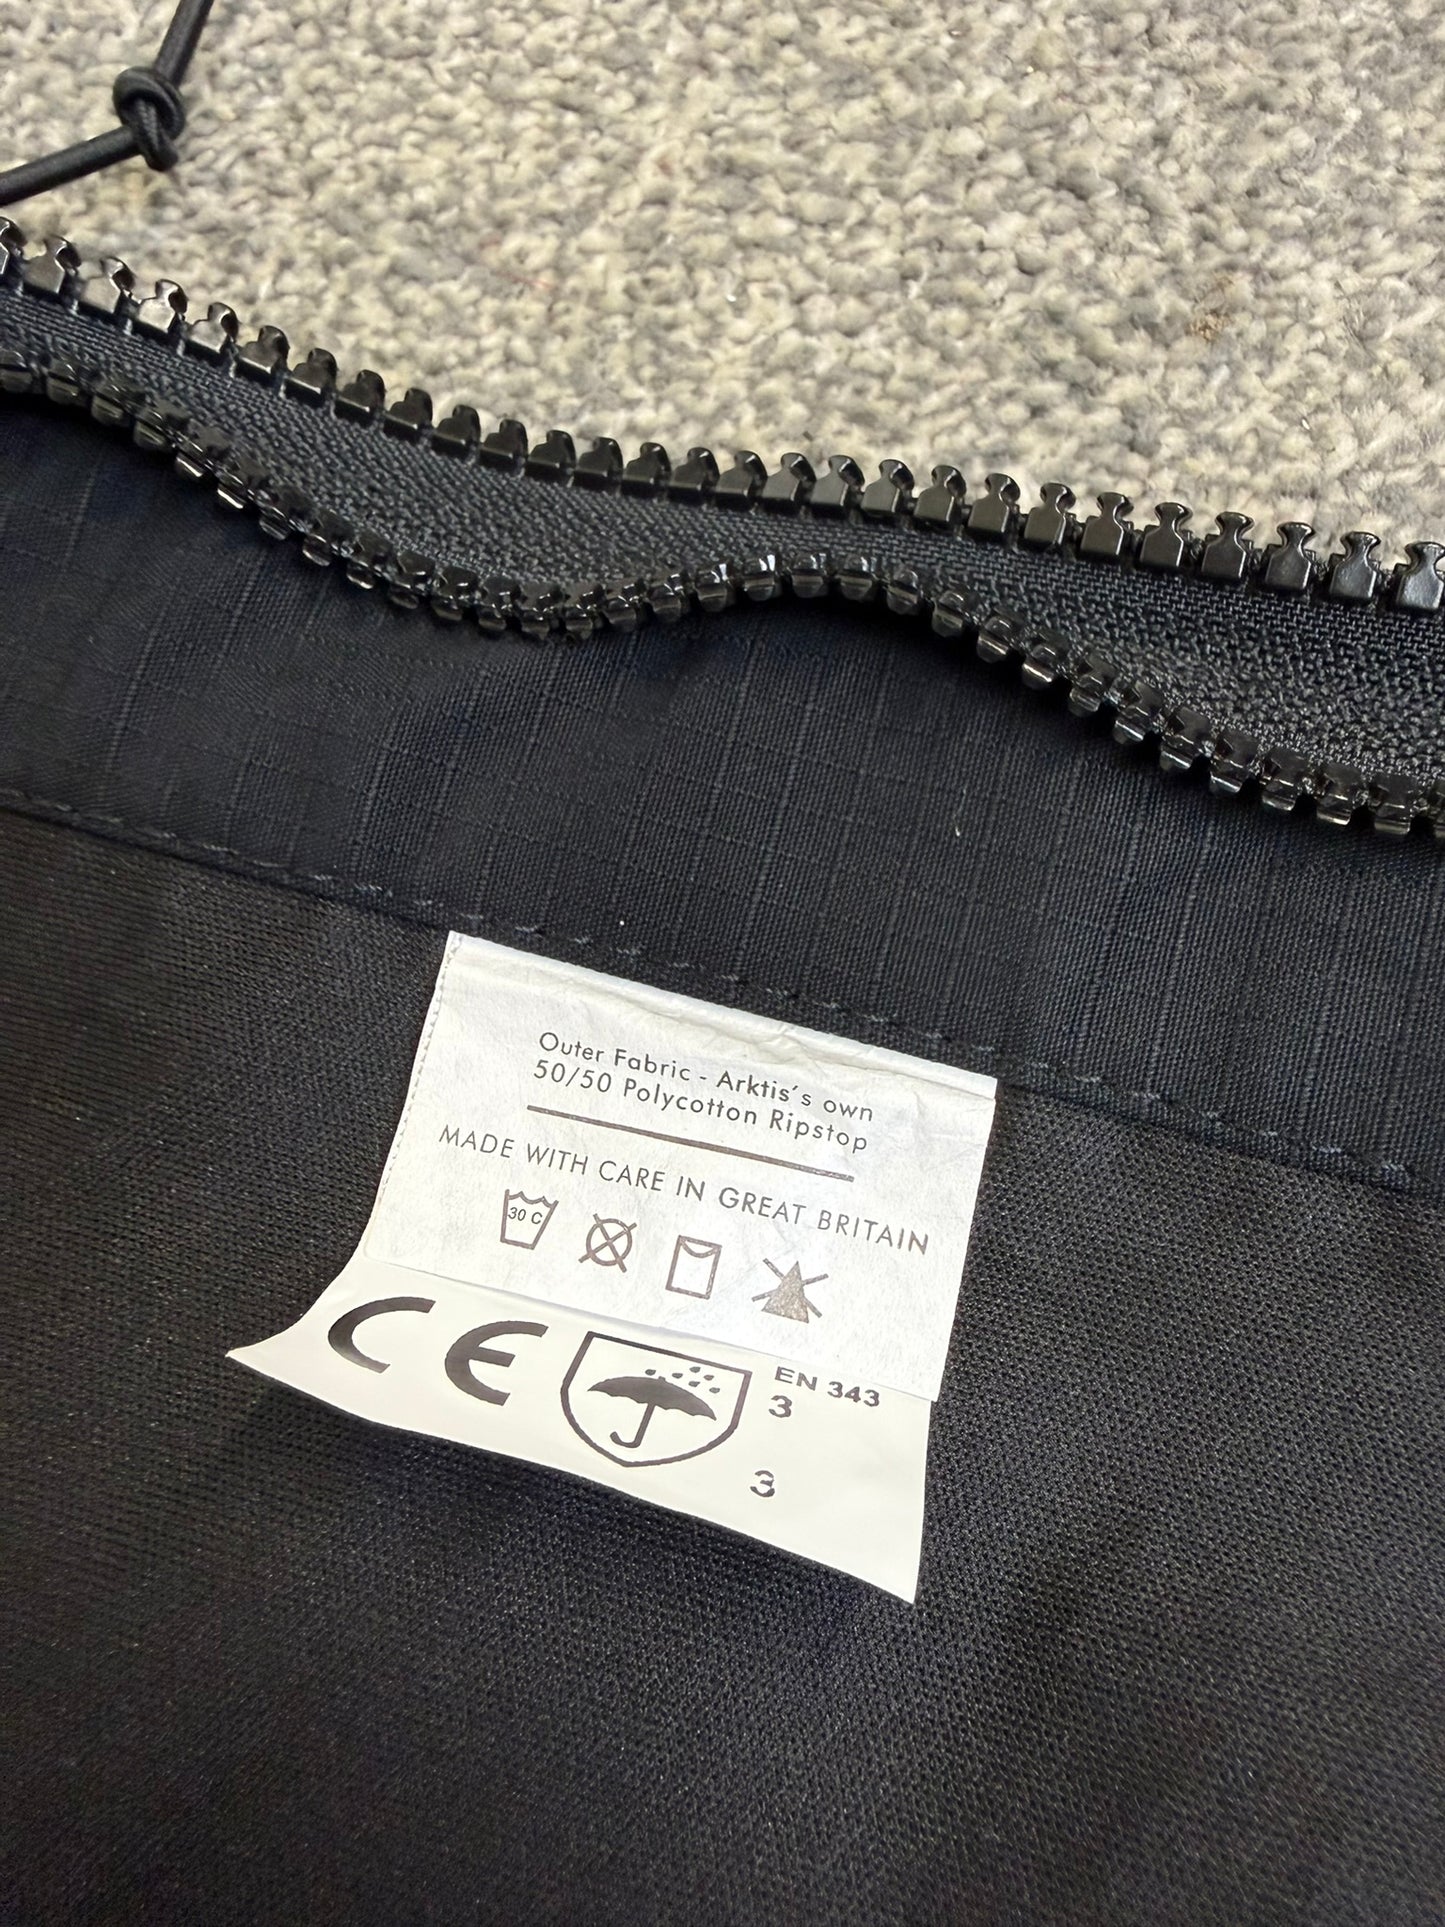 Outer Fabric - Arktis´s own
50/50 Polycotton Ripstop
MADE WITH CARE IN GREAT BRITAIN
30 C
CE
EN 343
3
3